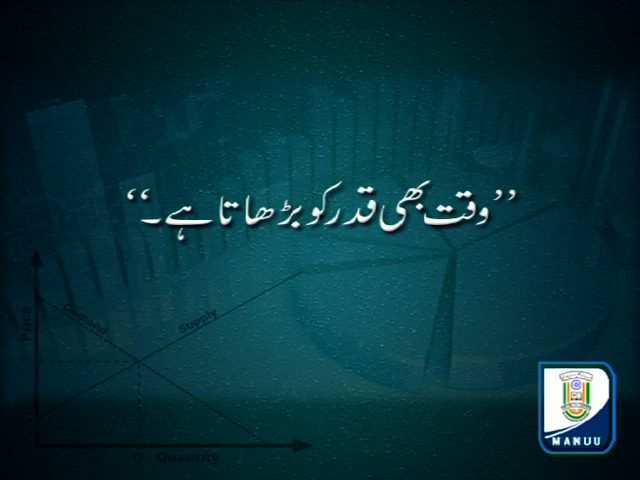 ’’وقت بھی قدر کو بڑھاتا ہے۔‘‘
Price
Demand
Supply
Quantity
MANUU